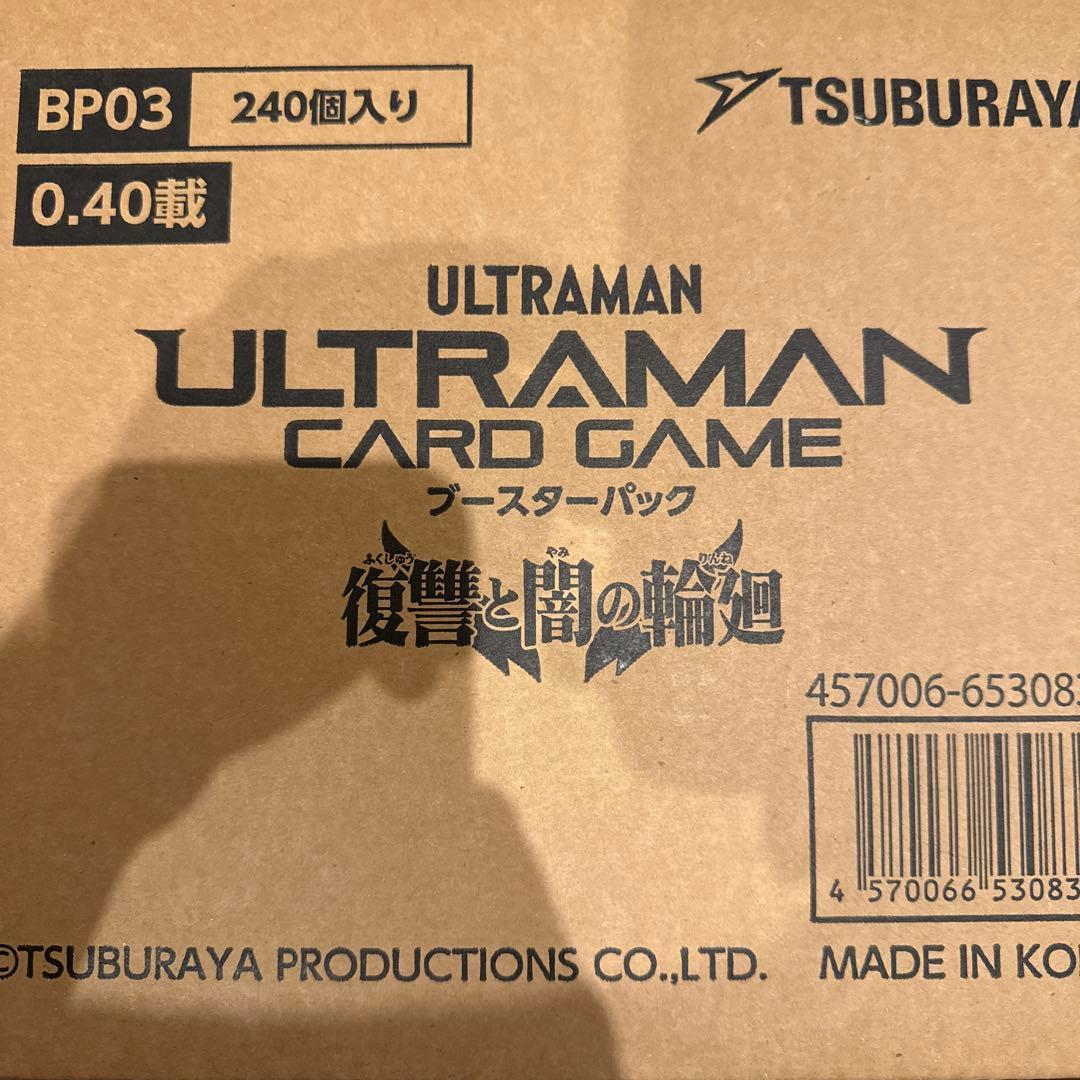 BP03 240個入り
TSUBURAYA
0.40載
ULTRAMAN
ULTRAMAN
CARD GAME
ブースターパック
ふくしゅう やみ りんね
復讐と闇の輪廻
457006-653083
4 570066 53083
©TSUBURAYA PRODUCTIONS CO.,LTD. MADE IN KO